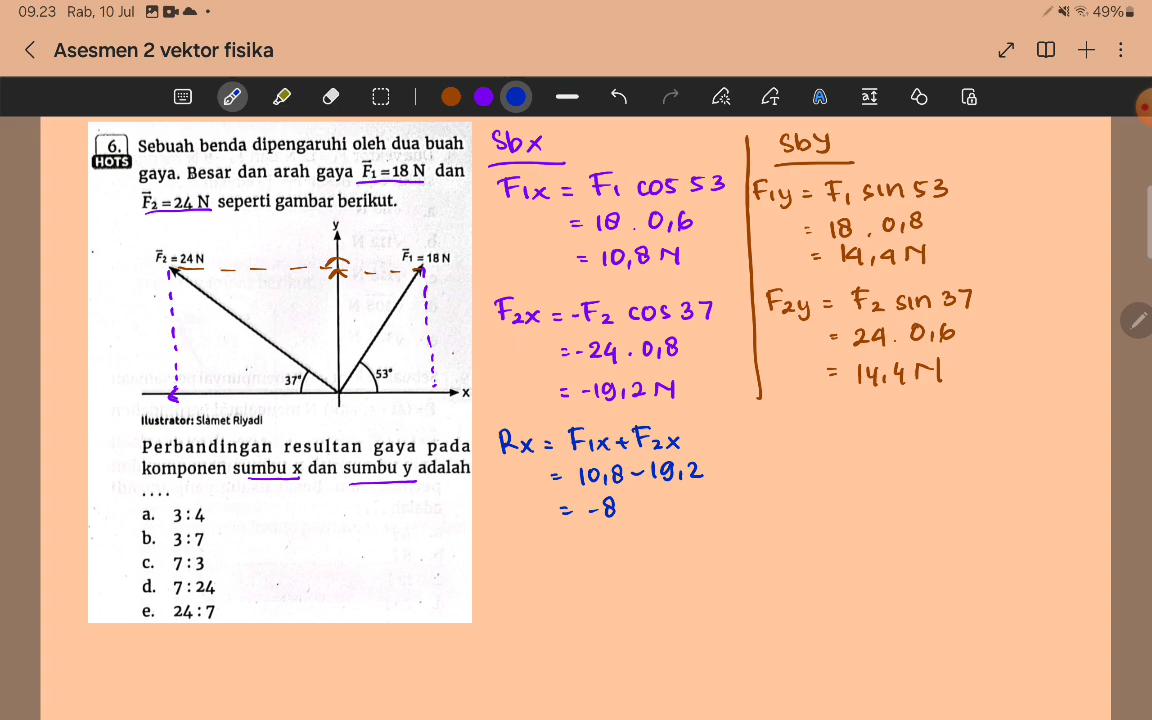 09.23 Rab, 10 Jul
49%
Asesmen 2 vektor fisika
6. Sebuah benda dipengaruhi oleh dua buah
HOTS
gaya. Besar dan arah gaya F⃗₁ = 18 N dan
F⃗₂ = 24 N seperti gambar berikut.
y
F⃗₂ = 24 N
F⃗₁ = 18 N
37°
53°
x
Ilustrator: Slamet Riyadi
Perbandingan resultan gaya pada
komponen sumbu x dan sumbu y adalah
....
a. 3 : 4
b. 3 : 7
c. 7 : 3
d. 7 : 24
e. 24 : 7
Sbx
F1x = F1 cos 53
= 18 . 0,6
= 10,8 N
F2x = -F2 cos 37
= -24 . 0,8
= -19,2 N
Rx = F1x + F2x
= 10,8 - 19,2
= -8
Sby
F1y = F1 sin 53
= 18 . 0,8
= 14,4 N
F2y = F2 sin 37
= 24 . 0,6
= 14,4 N